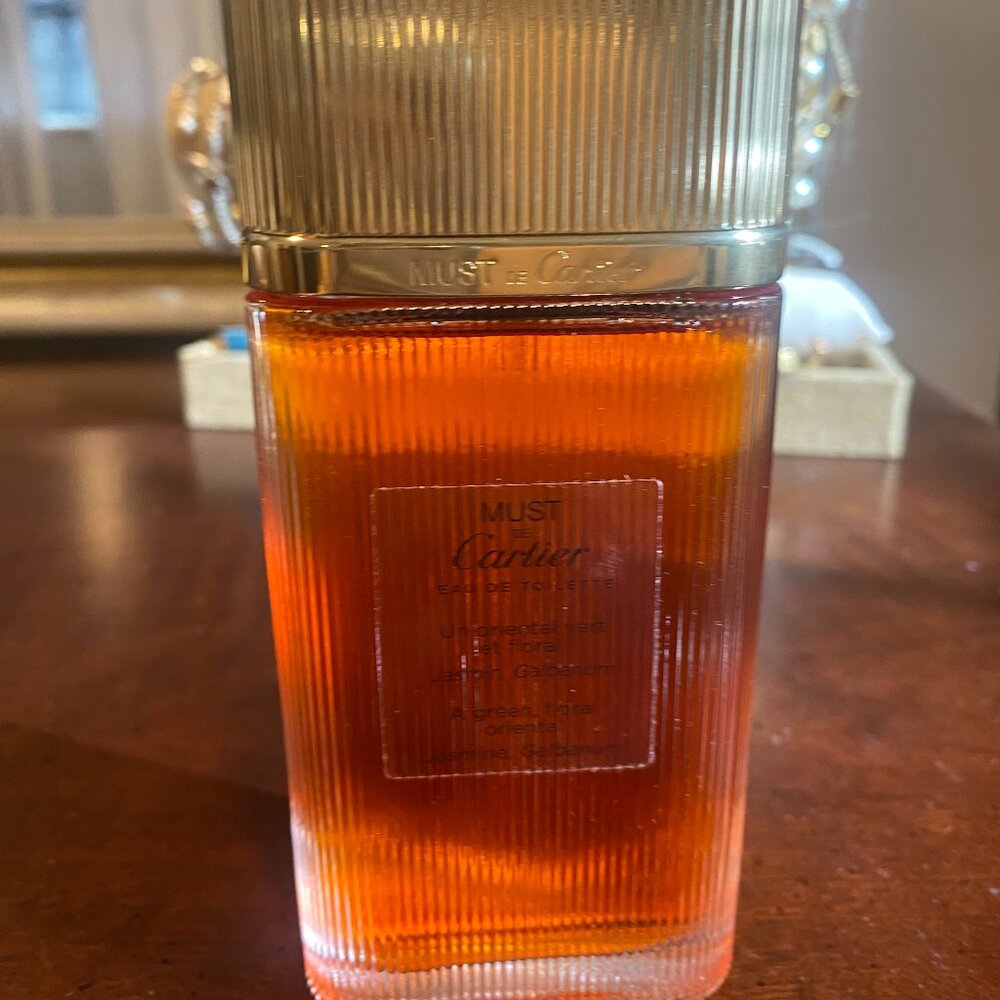 MUST DE Cartier
MUST
DE
Cartier
EAU DE TOILETTE
Un oriental vert
et floral
Jasmin, Galbanum
A green, floral
oriental
Jasmine, Galbanum